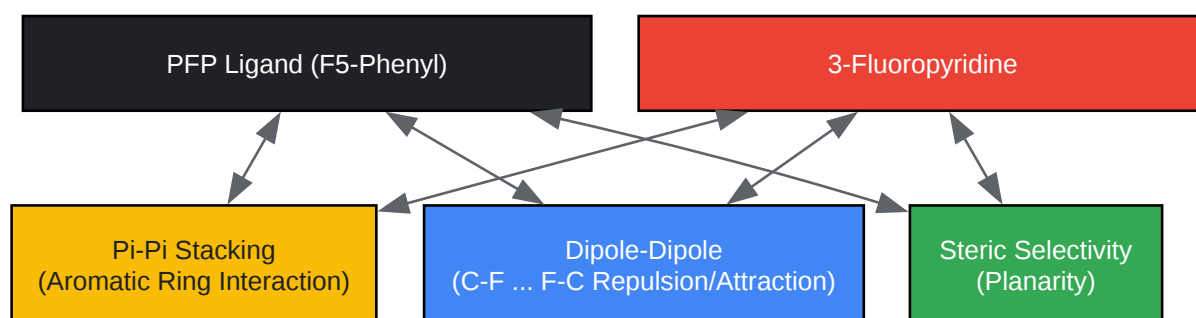 PFP Ligand (F5-Phenyl)
3-Fluoropyridine
Pi-Pi Stacking
(Aromatic Ring Interaction)
Dipole-Dipole
(C-F ... F-C Repulsion/Attraction)
Steric Selectivity
(Planarity)